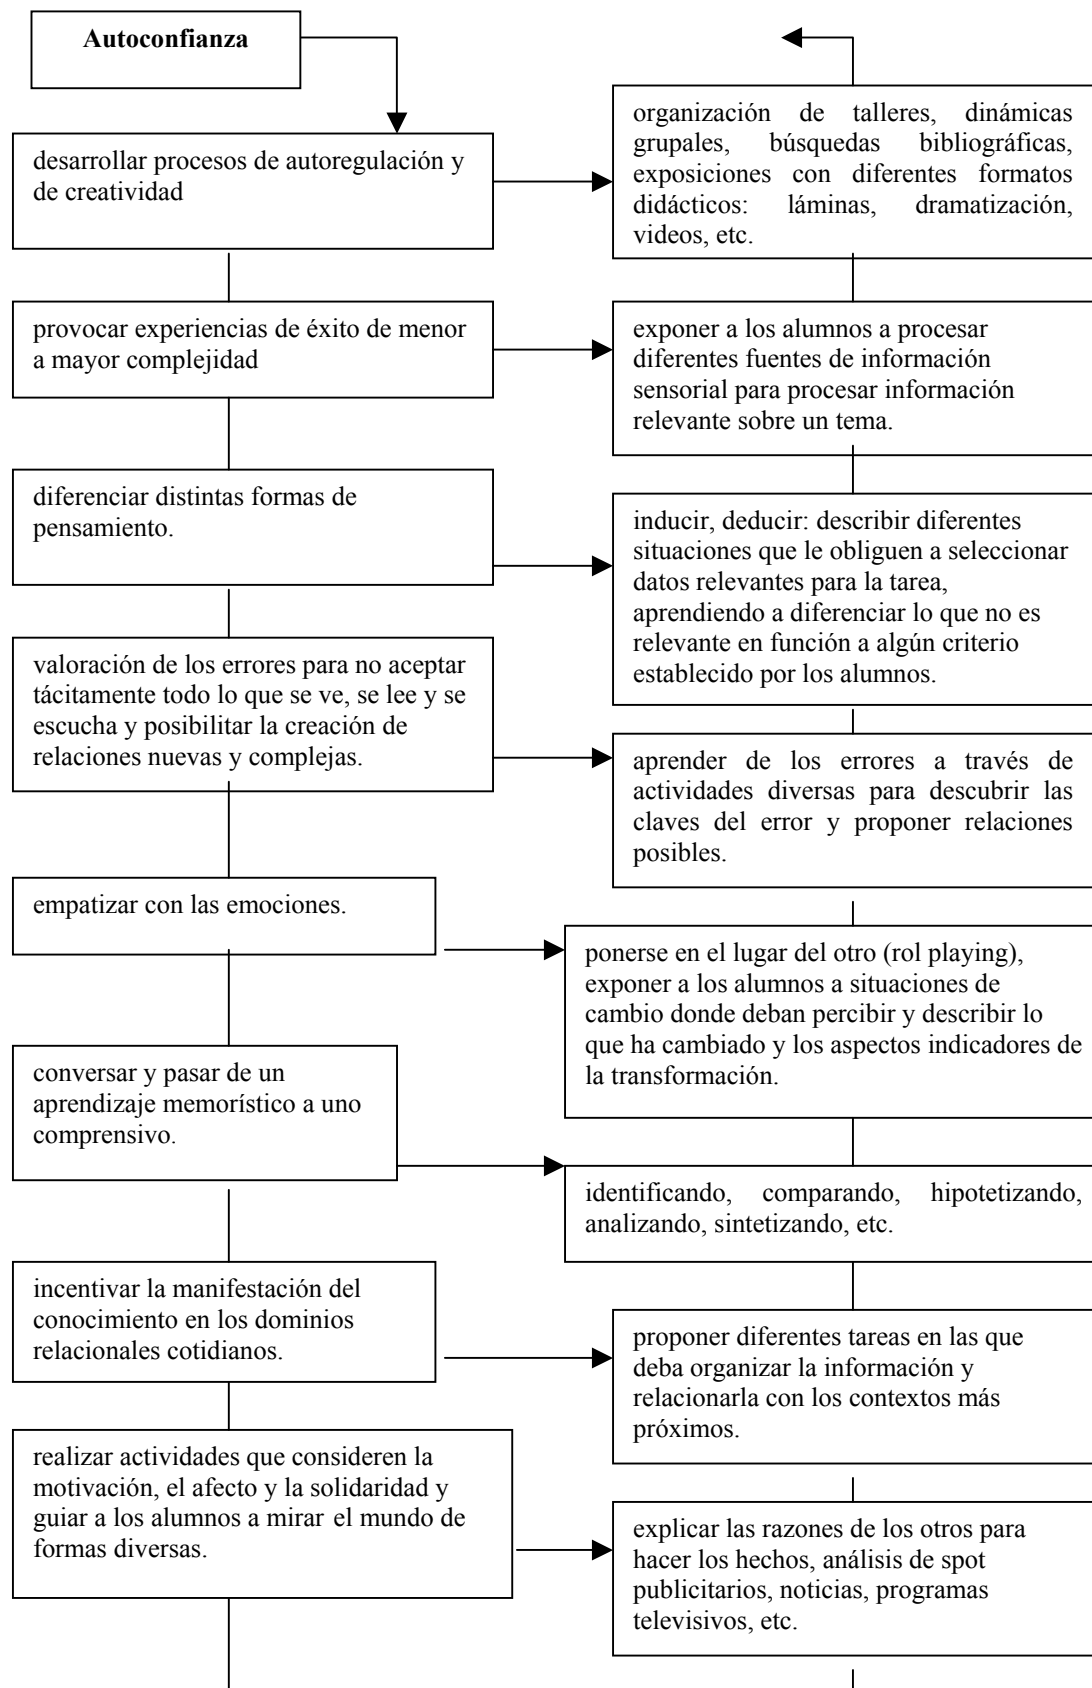 Autoconfianza
desarrollar procesos de autoregulación y
de creatividad
organización de talleres, dinámicas
grupales, búsquedas bibliográficas,
exposiciones con diferentes formatos
didácticos: láminas, dramatización,
videos, etc.
provocar experiencias de éxito de menor
a mayor complejidad
exponer a los alumnos a procesar
diferentes fuentes de información
sensorial para procesar información
relevante sobre un tema.
diferenciar distintas formas de
pensamiento.
inducir, deducir: describir diferentes
situaciones que le obliguen a seleccionar
datos relevantes para la tarea,
aprendiendo a diferenciar lo que no es
relevante en función a algún criterio
establecido por los alumnos.
valoración de los errores para no aceptar
tácitamente todo lo que se ve, se lee y se
escucha y posibilitar la creación de
relaciones nuevas y complejas.
aprender de los errores a través de
actividades diversas para descubrir las
claves del error y proponer relaciones
posibles.
empatizar con las emociones.
ponerse en el lugar del otro (rol playing),
exponer a los alumnos a situaciones de
cambio donde deban percibir y describir lo
que ha cambiado y los aspectos indicadores de
la transformación.
conversar y pasar de un
aprendizaje memorístico a uno
comprensivo.
identificando, comparando, hipotetizando,
analizando, sintetizando, etc.
incentivar la manifestación del
conocimiento en los dominios
relacionales cotidianos.
proponer diferentes tareas en las que
deba organizar la información y
relacionarla con los contextos más
próximos.
realizar actividades que consideren la
motivación, el afecto y la solidaridad y
guiar a los alumnos a mirar el mundo de
formas diversas.
explicar las razones de los otros para
hacer los hechos, análisis de spot
publicitarios, noticias, programas
televisivos, etc.